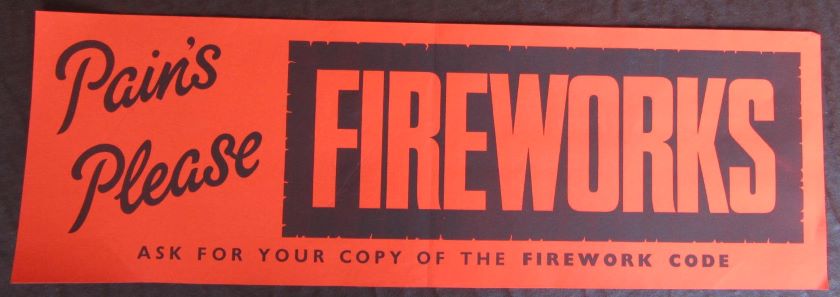 Pain's
Please
FIREWORKS
ASK FOR YOUR COPY OF THE FIREWORK CODE